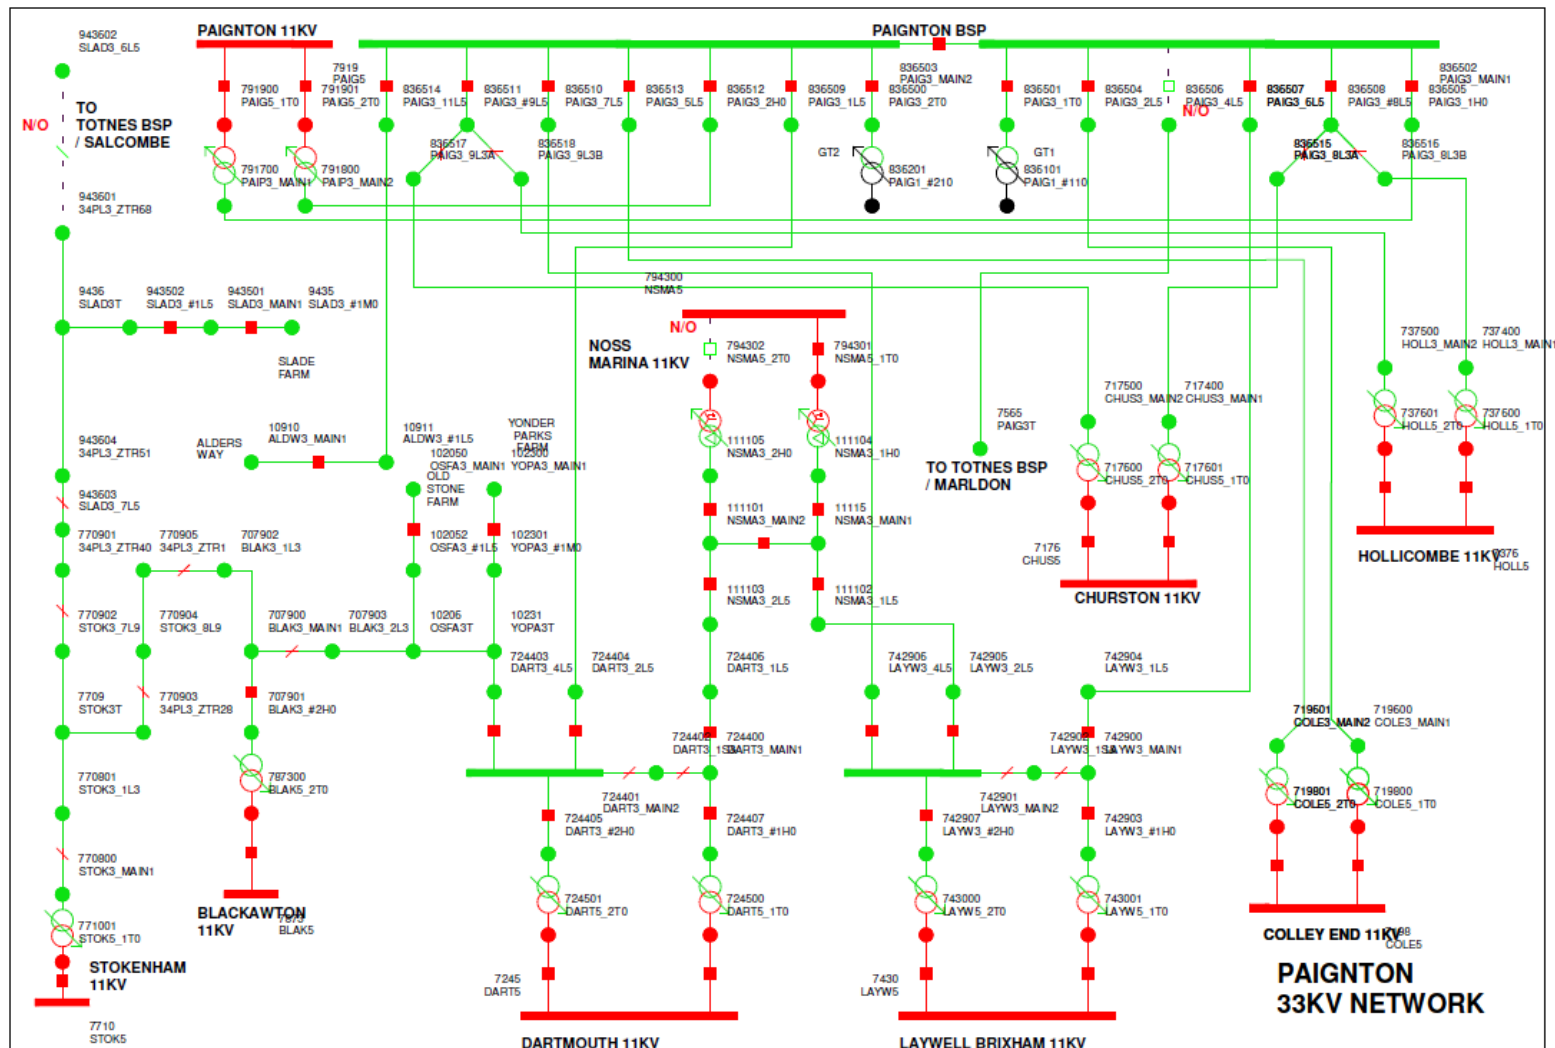 943602
SLAD3_6L5
PAIGNTON 11KV
PAIGNTON BSP
7919
PAIG5
791900
PAIG5_1T0
791901
PAIG5_2T0
836514
PAIG3_11L5
836511
PAIG3_#9L5
836510
PAIG3_7L5
836513
PAIG3_5L5
836512
PAIG3_2H0
836509
PAIG3_1L5
836503
PAIG3_MAIN2
836500
PAIG3_2T0
836501
PAIG3_1T0
836504
PAIG3_2L5
836506
PAIG3_4L5
N/O
836507
PAIG3_6L5
836508
PAIG3_#8L5
836502
PAIG3_MAIN1
836505
PAIG3_1H0
N/O
TO
TOTNES BSP
/ SALCOMBE
791700
PAIP3_MAIN1
791800
PAIP3_MAIN2
836517
PAIG3_9L3A
836518
PAIG3_9L3B
GT2
836201
PAIG1_#210
GT1
836101
PAIG1_#110
836515
PAIG3_8L3A
836516
PAIG3_8L3B
943601
34PL3_ZTR68
9436
SLAD3T
943502
SLAD3_#1L5
943501
SLAD3_MAIN1
9435
SLAD3_#1M0
SLADE
FARM
794300
NSMA5
N/O
NOSS
MARINA 11KV
794302
NSMA5_2T0
794301
NSMA5_1T0
737500
HOLL3_MAIN2
737400
HOLL3_MAIN1
717500
CHUS3_MAIN2
717400
CHUS3_MAIN1
737601
HOLL5_2T0
737600
HOLL5_1T0
943604
34PL3_ZTR51
ALDERS
WAY
10910
ALDW3_MAIN1
10911
ALDW3_#1L5
102050
OSFA3_MAIN1
OLD
STONE
FARM
YONDER
PARKS
FARM
102300
YOPA3_MAIN1
111105
NSMA3_2H0
111104
NSMA3_1H0
7565
PAIG3T
TO TOTNES BSP
/ MARLDON
717600
CHUS5_2T0
717601
CHUS5_1T0
943603
SLAD3_7L5
111101
NSMA3_MAIN2
11115
NSMA3_MAIN1
770901
34PL3_ZTR40
770905
34PL3_ZTR1
707902
BLAK3_1L3
102052
OSFA3_#1L5
102301
YOPA3_#1M0
7176
CHUS5
CHURSTON 11KV
HOLLICOMBE 11KV
7376
HOLL5
111103
NSMA3_2L5
111102
NSMA3_1L5
770902
STOK3_7L9
770904
STOK3_8L9
707900
BLAK3_MAIN1
707903
BLAK3_2L3
10206
OSFA3T
10231
YOPA3T
724403
DART3_4L5
724404
DART3_2L5
724406
DART3_1L5
742906
LAYW3_4L5
742905
LAYW3_2L5
742904
LAYW3_1L5
7709
STOK3T
770903
34PL3_ZTR28
707901
BLAK3_#2H0
724402
DART3_1S0
724400
DART3_MAIN1
742902
742900
LAYW3_MAIN1
719601
COLE3_MAIN2
719600
COLE3_MAIN1
770801
STOK3_1L3
787300
BLAK5_2T0
724401
DART3_MAIN2
724405
DART3_#2H0
724407
DART3_#1H0
742901
LAYW3_MAIN2
742907
LAYW3_#2H0
742903
LAYW3_#1H0
719801
COLE5_2T0
719800
COLE5_1T0
770800
STOK3_MAIN1
771001
STOK5_1T0
BLACKAWTON
11KV
7873
BLAK5
724501
DART5_2T0
724500
DART5_1T0
743000
LAYW5_2T0
743001
LAYW5_1T0
COLLEY END 11KV
COLE5
STOKENHAM
11KV
7245
DART5
7430
LAYW5
PAIGNTON
33KV NETWORK
7710
STOK5
DARTMOUTH 11KV
LAYWELL BRIXHAM 11KV